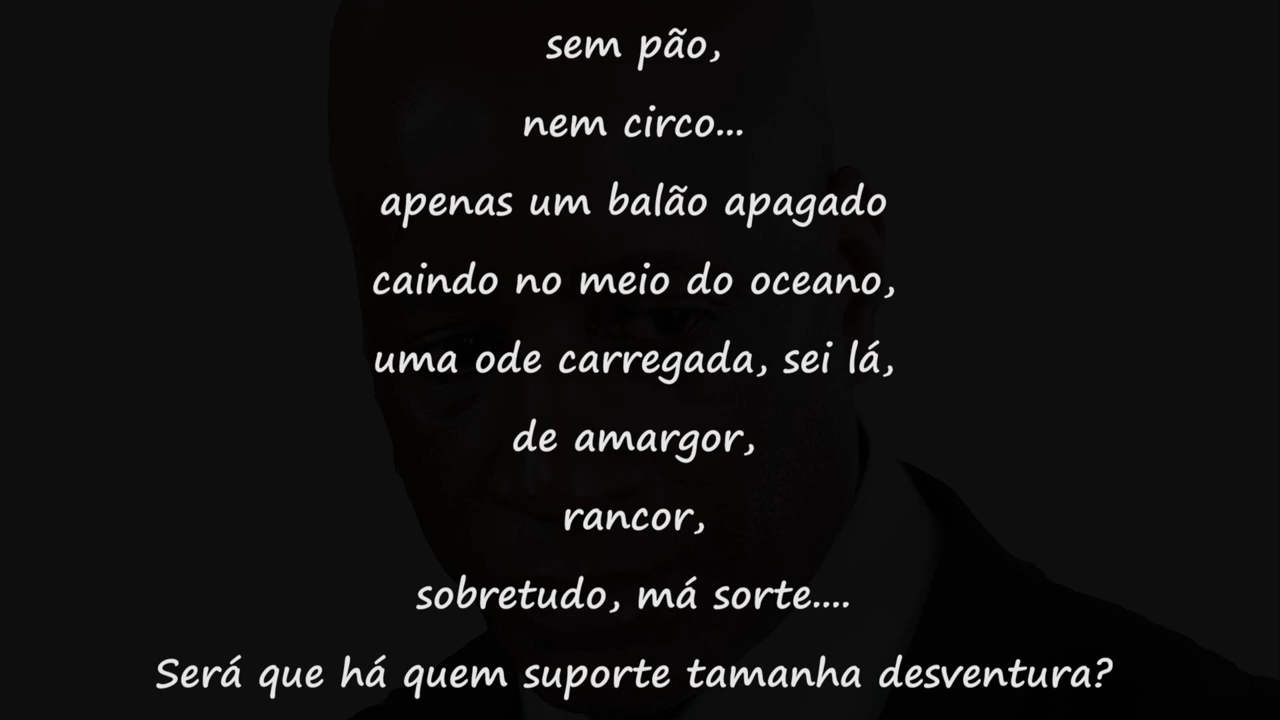 sem pão,
nem circo...
apenas um balão apagado
caindo no meio do oceano,
uma ode carregada, sei lá,
de amargor,
rancor,
sobretudo, má sorte....
Será que há quem suporte tamanha desventura?